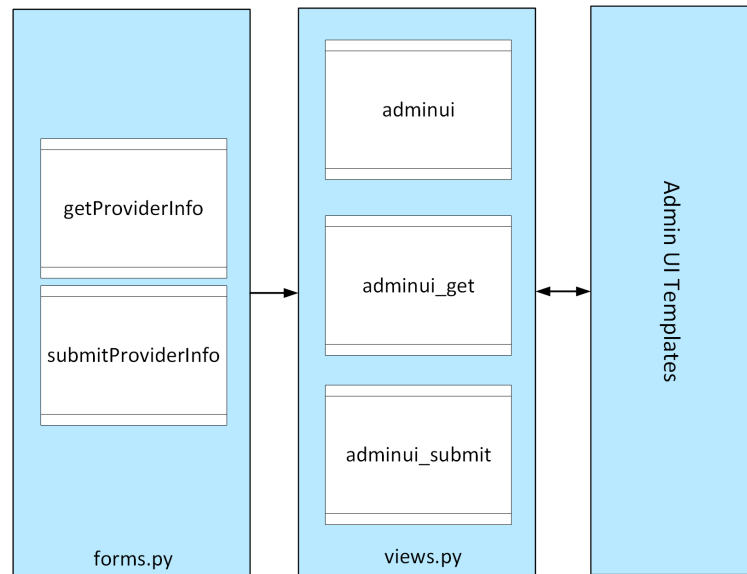 getProviderInfo
submitProviderInfo
forms.py
adminui
adminui_get
adminui_submit
views.py
Admin UI Templates